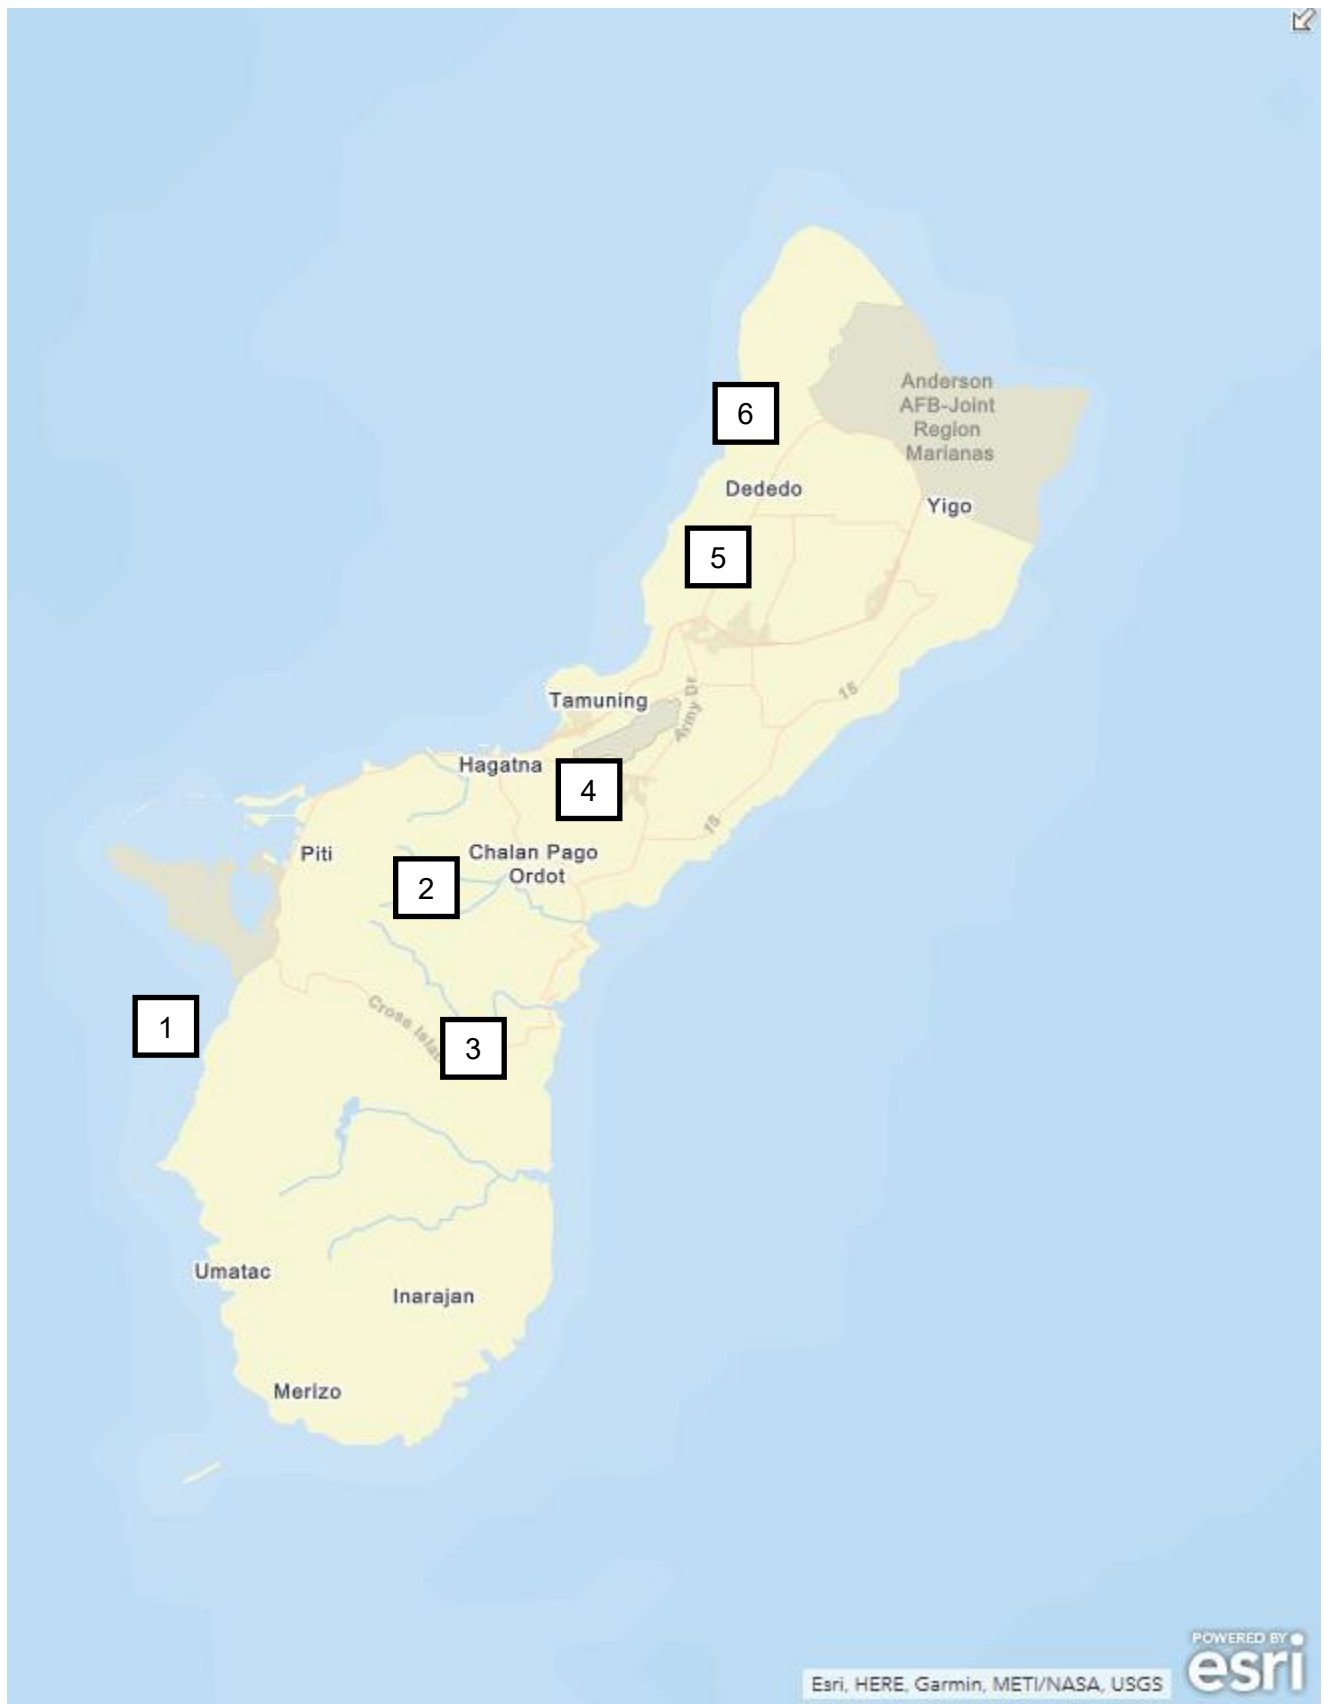 Anderson
AFB-Joint
Region
Marianas
6
Dededo
Yigo
5
Tamuning
Army Dr
15
Hagatna
4
15
Piti
Chalan Pago
Ordot
2
1
Cross Isla
3
Umatac
Inarajan
Merizo
POWERED BY
esri
Esri, HERE, Garmin, METI/NASA, USGS